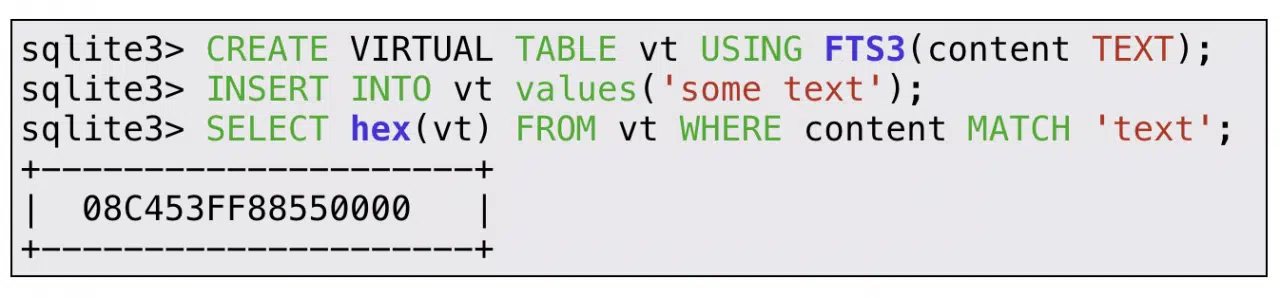 sqlite3> CREATE VIRTUAL TABLE vt USING FTS3(content TEXT);
sqlite3> INSERT INTO vt values('some text');
sqlite3> SELECT hex(vt) FROM vt WHERE content MATCH 'text';
+---------------------+
|  08C453FF88550000   |
+---------------------+